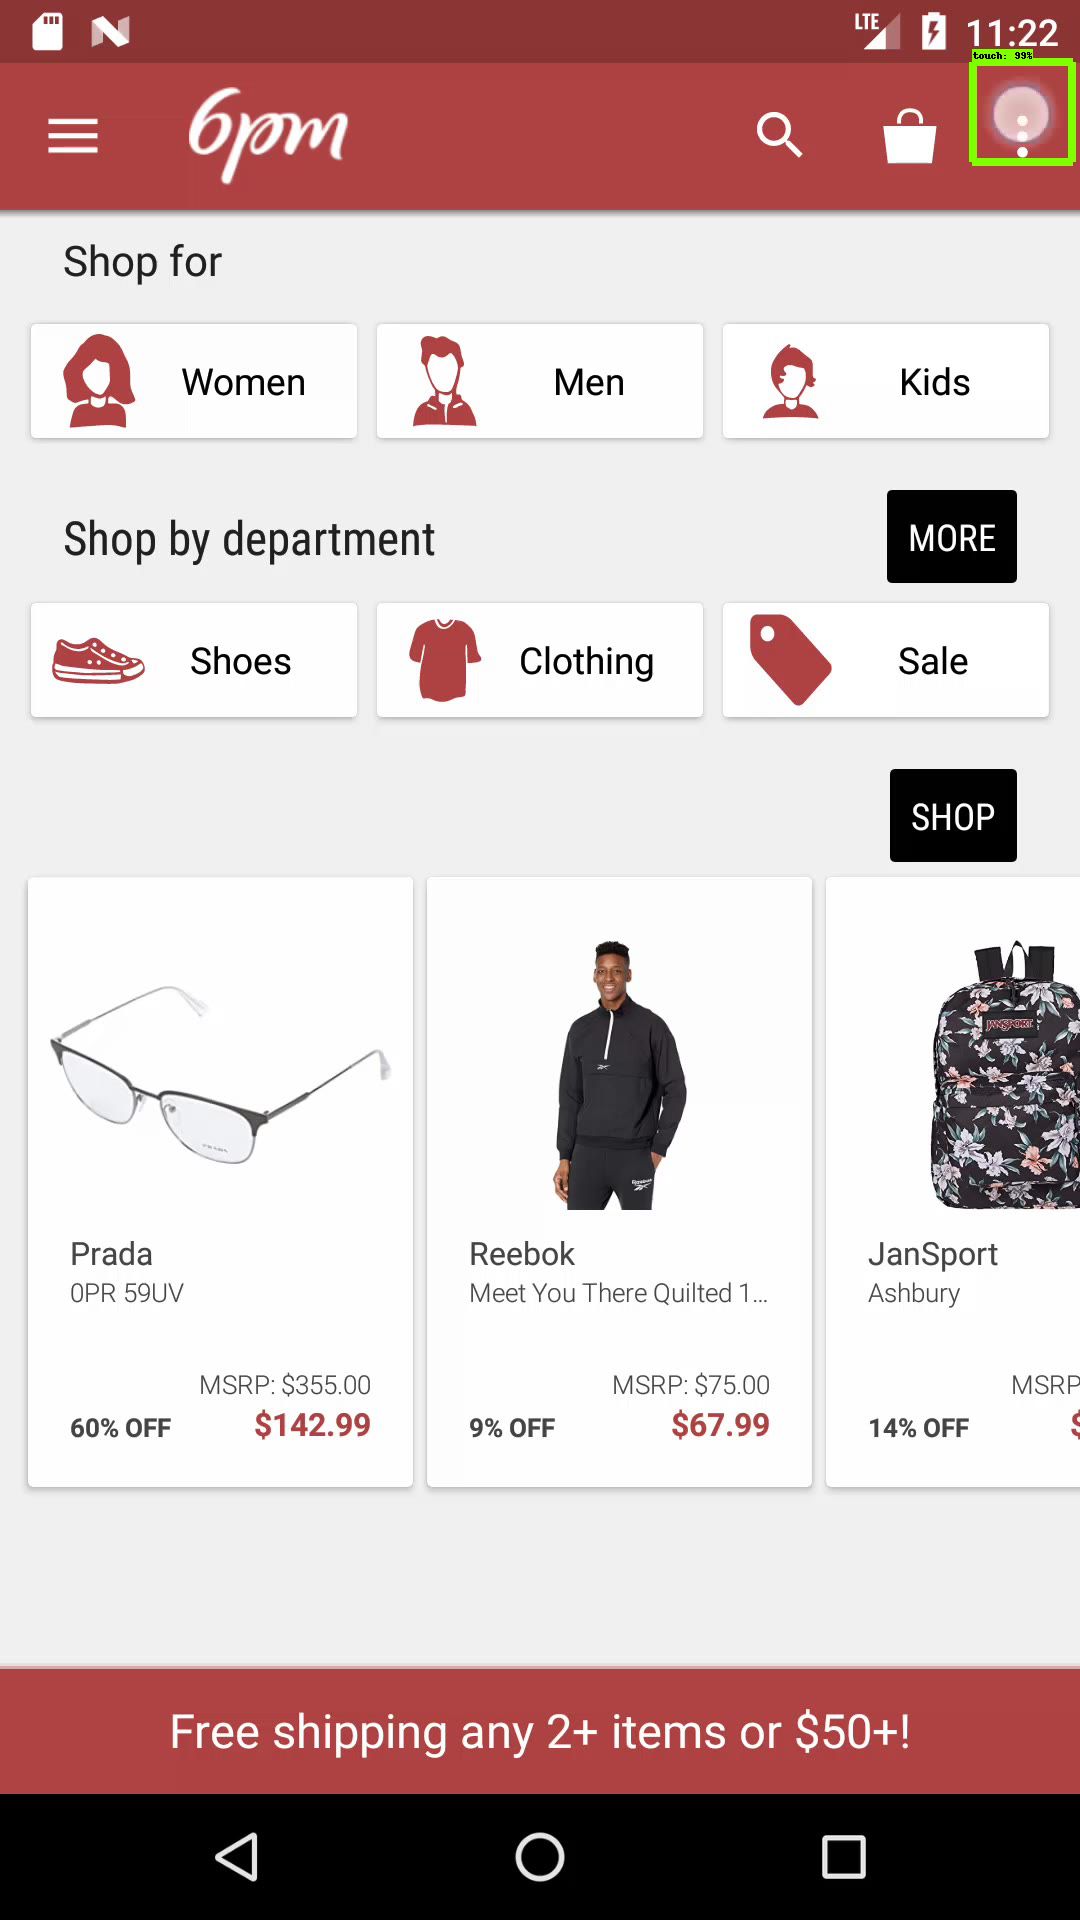 LTE
11:22
touch: 99%
6pm
Shop for
Women
Men
Kids
Shop by department
MORE
Shoes
Clothing
Sale
SHOP
JANSPORT
Reebok
PRADA
Prada
0PR 59UV
MSRP: $355.00
60% OFF
$142.99
Reebok
Meet You There Quilted 1...
MSRP: $75.00
9% OFF
$67.99
JanSport
Ashbury
MSRP
14% OFF
$
Free shipping any 2+ items or $50+!